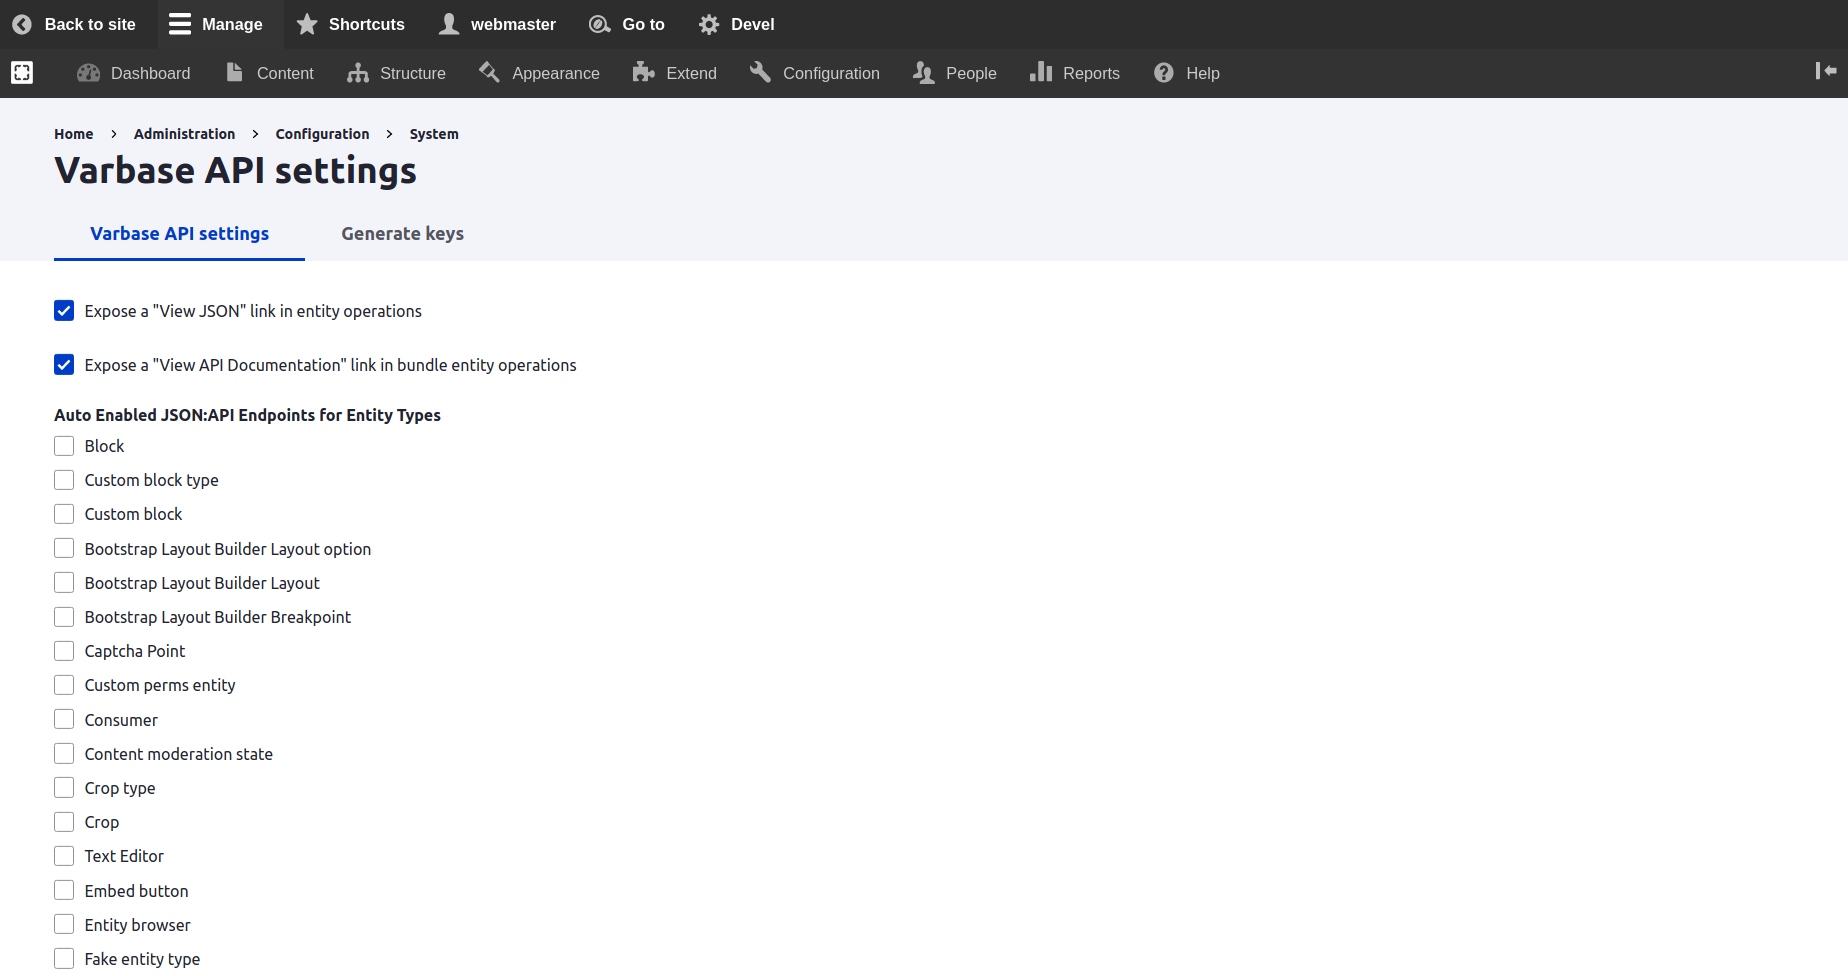 Back to site Manage Shortcuts webmaster Go to Devel
Dashboard Content Structure Appearance Extend Configuration People Reports Help
Home > Administration > Configuration > System
Varbase API settings
Varbase API settings Generate keys
Expose a "View JSON" link in entity operations
Expose a "View API Documentation" link in bundle entity operations
Auto Enabled JSON:API Endpoints for Entity Types
Block
Custom block type
Custom block
Bootstrap Layout Builder Layout option
Bootstrap Layout Builder Layout
Bootstrap Layout Builder Breakpoint
Captcha Point
Custom perms entity
Consumer
Content moderation state
Crop type
Crop
Text Editor
Embed button
Entity browser
Fake entity type